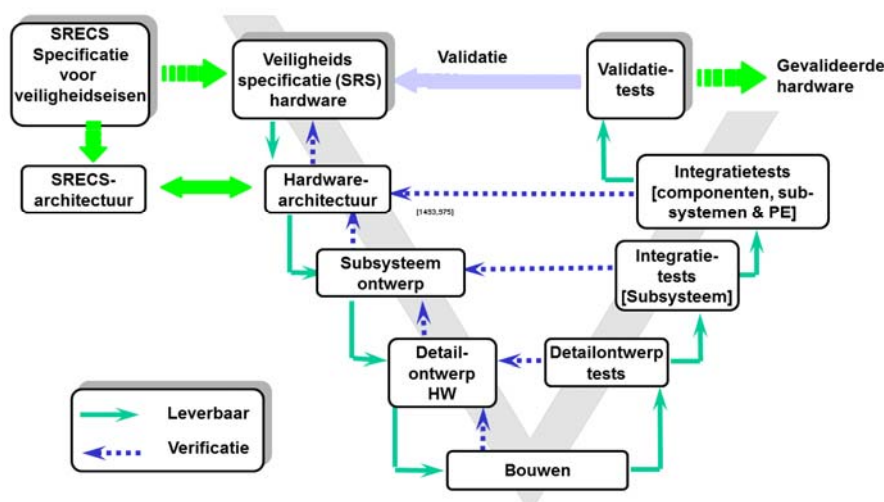 SRECS
Specificatie
voor
veiligheidseisen
Veiligheids
specificatie (SRS)
hardware
Validatie
Validatie-
tests
Gevalideerde
hardware
SRECS-
architectuur
Hardware-
architectuur
[1453,575]
Integratietests
[componenten, sub-
systemen & PE]
Subsysteem
ontwerp
Integratie-
tests
[Subsysteem]
Detail-
ontwerp
HW
Detailontwerp
tests
Leverbaar
Verificatie
Bouwen